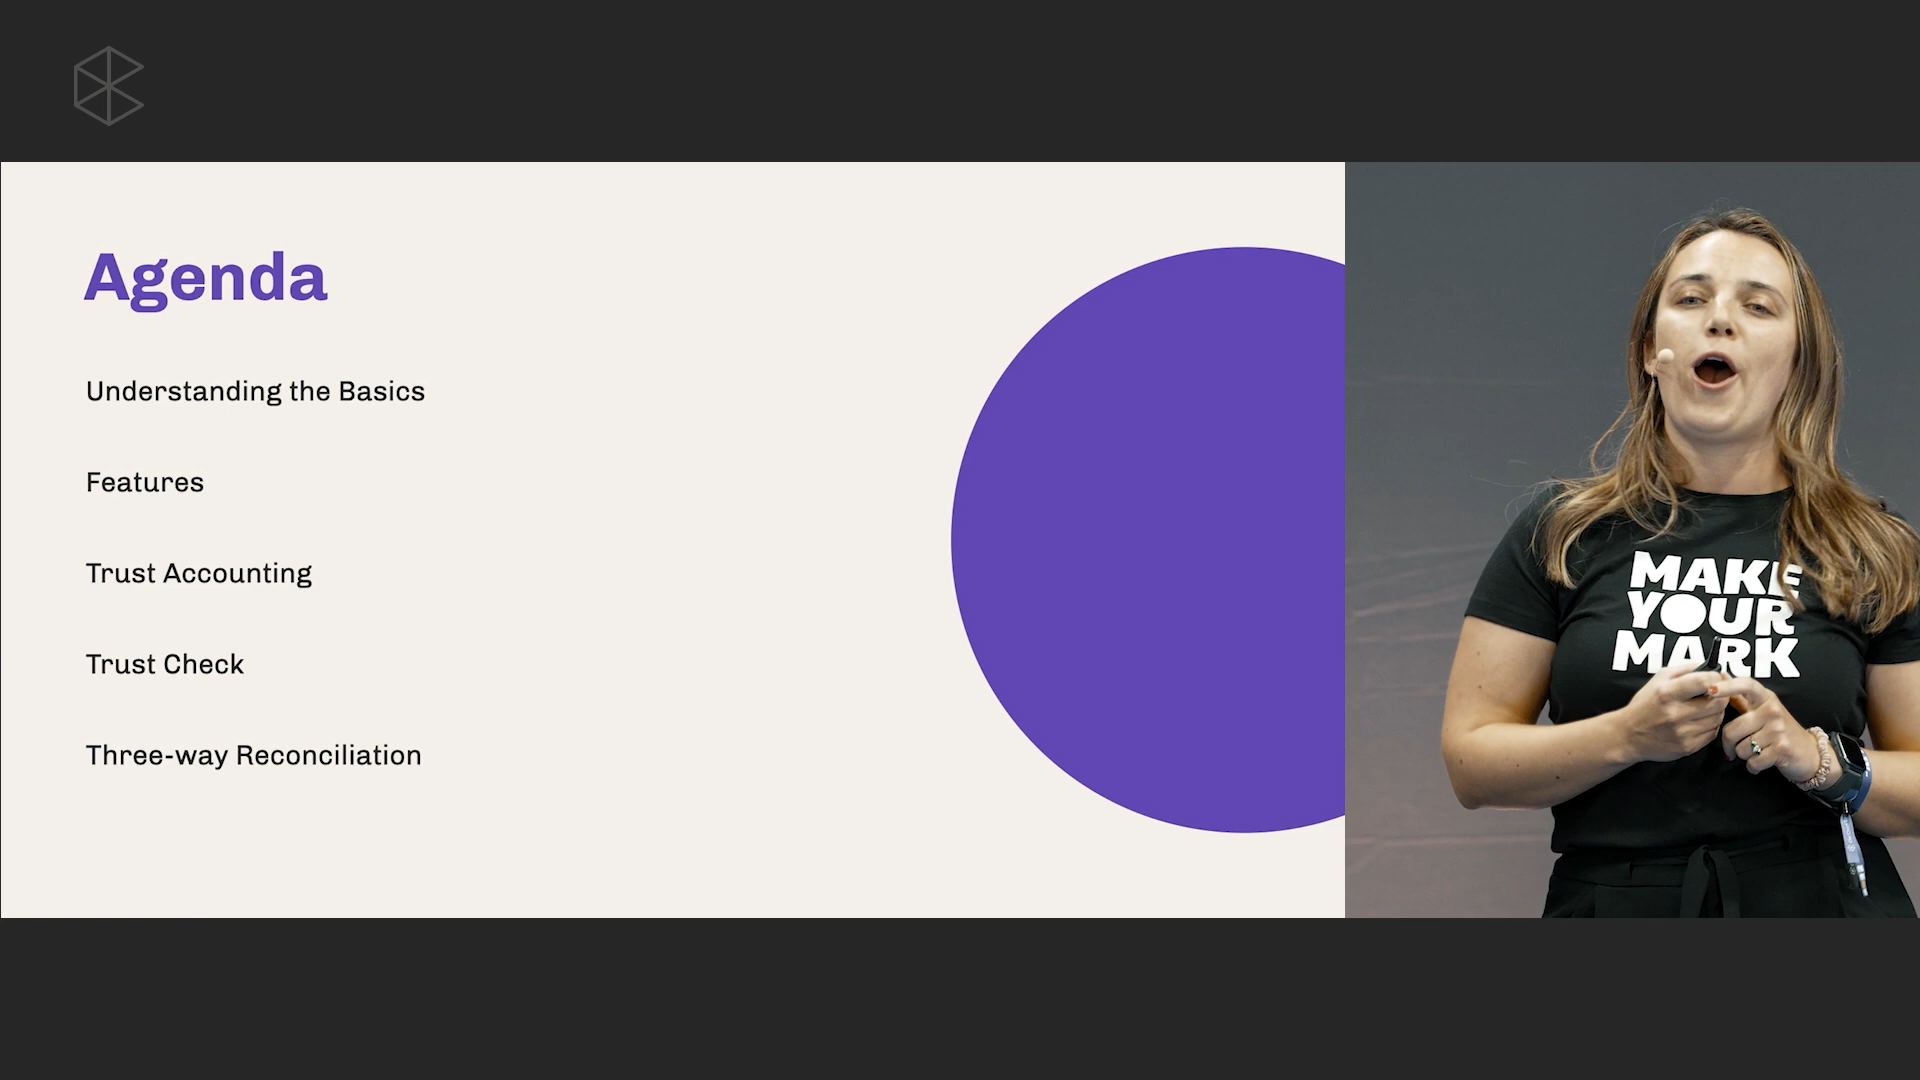 Agenda
Understanding the Basics
Features
Trust Accounting
Trust Check
Three-way Reconciliation
MAKE
YOUR
MARK